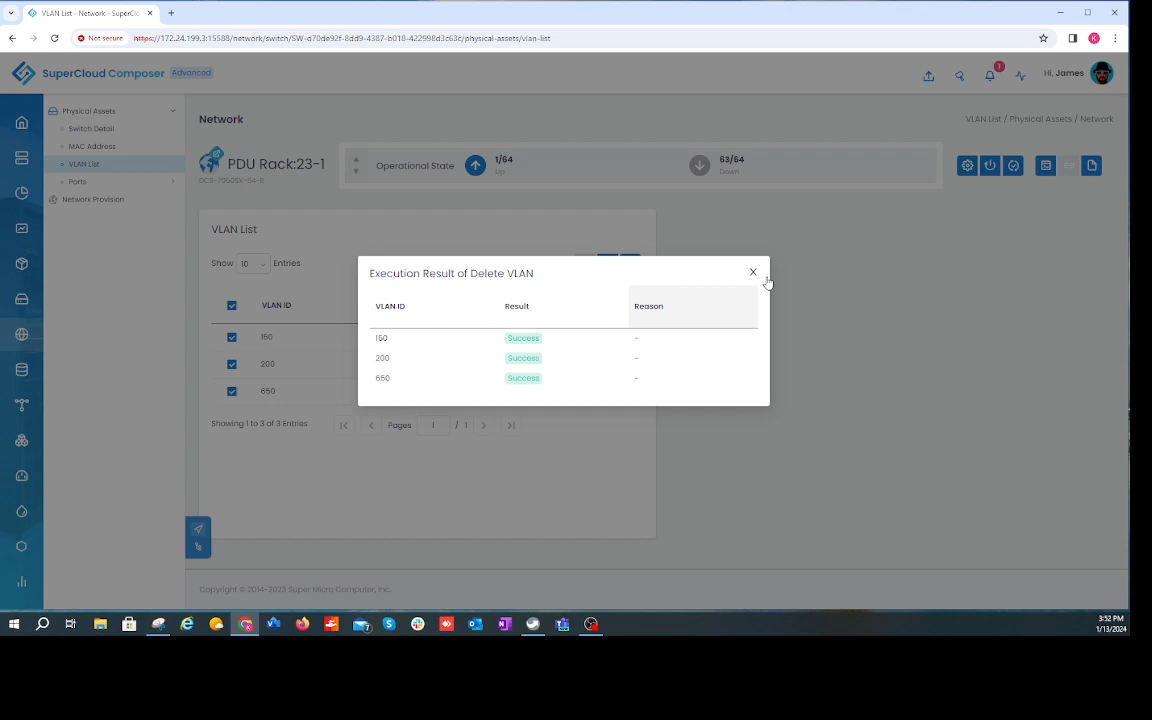 VLAN List - Network - SuperClo
Not secure https://172.24.199.3:15588/network/switch/SW-d70de92f-8dd9-4387-b018-422998d3c63c/physical-assets/vlan-list
K
SuperCloud Composer Advanced
1
Hi, James
Physical Assets
Switch Detail
MAC Address
VLAN List
Ports
Network Provision
Network
VLAN List / Physical Assets / Network
PDU Rack:23-1
Operational State
1/64
Up
63/64
Down
VLAN List
Show 10 Entries
VLAN ID
150
200
650
Showing 1 to 3 of 3 Entries
Pages 1 / 1
Execution Result of Delete VLAN
X
VLAN ID Result Reason
150 Success -
200 Success -
650 Success -
Copyright © 2014-2023 Super Micro Computer, Inc.
7
3:52 PM
1/13/2024